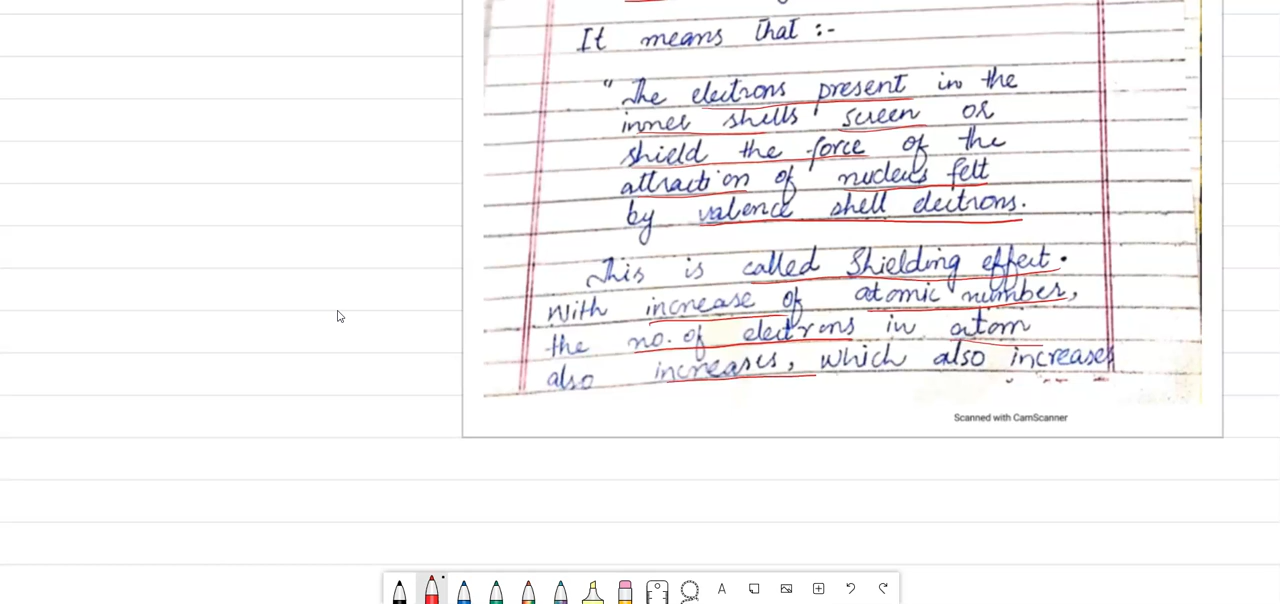 It means that :-
"The electrons present in the
inner shells screen or
shield the force of the
attraction of nucleus felt
by valence shell electrons.
This is called Shielding effect.
With increase of atomic number,
the no. of electrons in atom
also increases, which also increases
Scanned with CamScanner
A